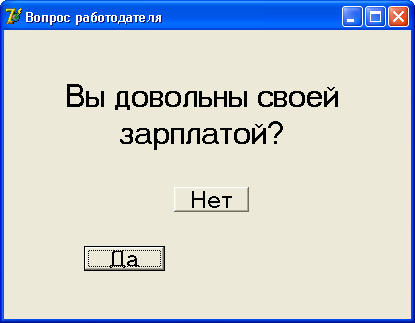 Вопрос работодателя
Вы довольны своей
зарплатой?
Нет
Да